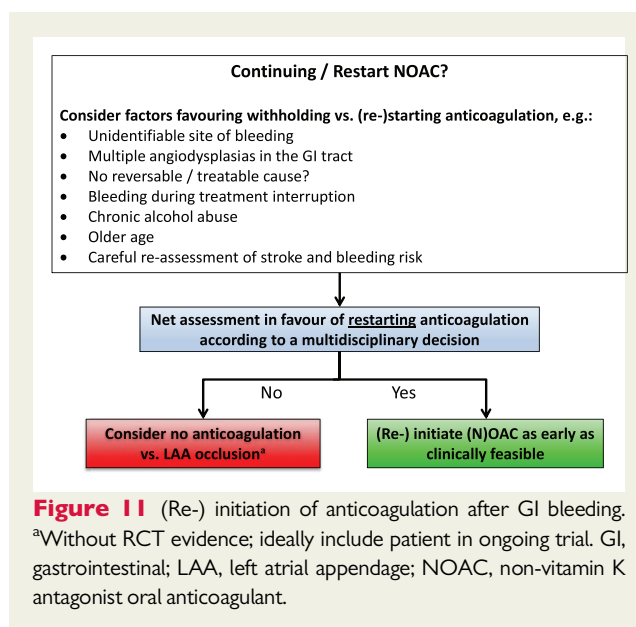 Continuing / Restart NOAC?
Consider factors favouring withholding vs. (re-)starting anticoagulation, e.g.:
• Unidentifiable site of bleeding
• Multiple angiodysplasias in the GI tract
• No reversable / treatable cause?
• Bleeding during treatment interruption
• Chronic alcohol abuse
• Older age
• Careful re-assessment of stroke and bleeding risk
Net assessment in favour of restarting anticoagulation
according to a multidisciplinary decision
No
Yes
Consider no anticoagulation
vs. LAA occlusionª
(Re-) initiate (N)OAC as early as
clinically feasible
Figure 11 (Re-) initiation of anticoagulation after GI bleeding.
ªWithout RCT evidence; ideally include patient in ongoing trial. GI,
gastrointestinal; LAA, left atrial appendage; NOAC, non-vitamin K
antagonist oral anticoagulant.